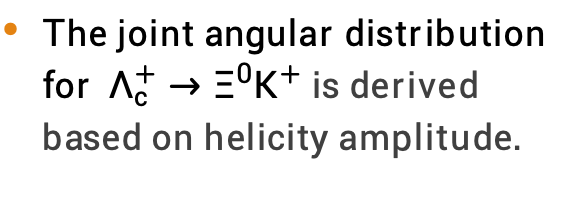 • The joint angular distribution
for Λc⁺ → Ξ⁰K⁺ is derived
based on helicity amplitude.